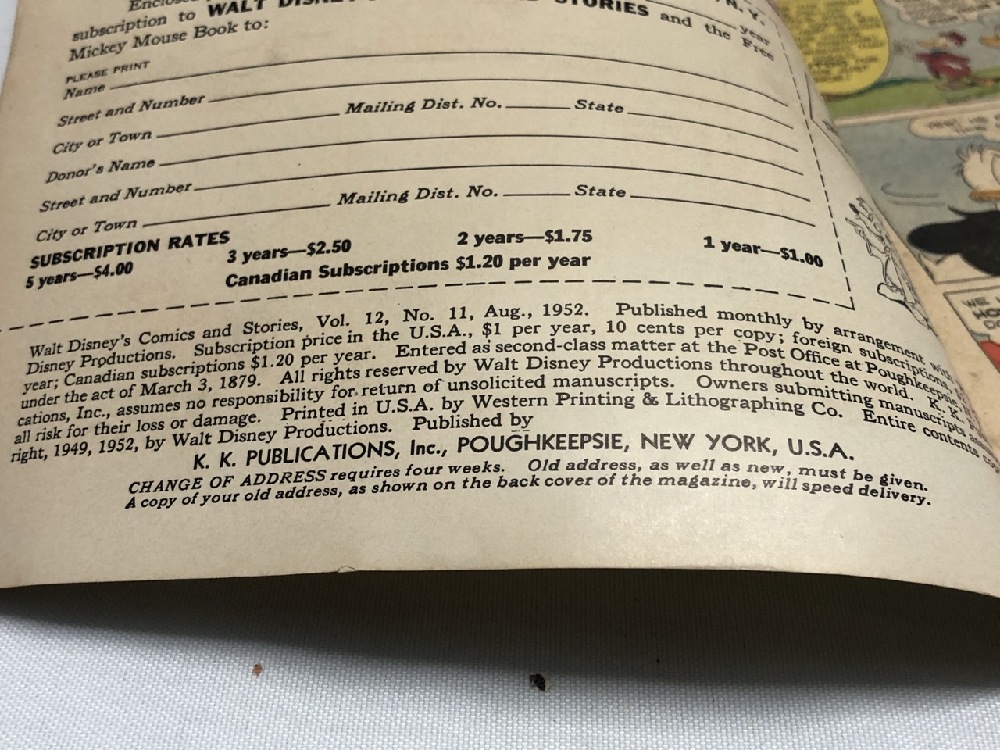 Enclosed
N. Y.
subscription to WALT DISNEY STORIES and the Free
year
Mickey Mouse Book to:
PLEASE PRINT
Name
Street and Number
City or Town Mailing Dist. No. State
Donor's Name
Street and Number
City or Town Mailing Dist. No. State
SUBSCRIPTION RATES
5 years—$4.00 3 years—$2.50 2 years—$1.75 1 year—$1.00
Canadian Subscriptions $1.20 per year
Walt Disney's Comics and Stories, Vol. 12, No. 11, Aug., 1952. Published monthly by arrangement with
Disney Productions. Subscription price in the U.S.A., $1 per year, 10 cents per copy; foreign subscriptions,
year; Canadian subscriptions $1.20 per year. Entered as second-class matter at the Post Office at Poughkeepsie
under the act of March 3, 1879. All rights reserved by Walt Disney Productions throughout the world. K. K.
cations, Inc., assumes no responsibility for return of unsolicited manuscripts. Owners submitting manuscripts
all risk for their loss or damage. Printed in U.S.A. by Western Printing & Lithographing Co. Entire contents
right, 1949, 1952, by Walt Disney Productions. Published by
K. K. PUBLICATIONS, Inc., POUGHKEEPSIE, NEW YORK, U.S.A.
CHANGE OF ADDRESS requires four weeks. Old address, as well as new, must be given.
A copy of your old address, as shown on the back cover of the magazine, will speed delivery.